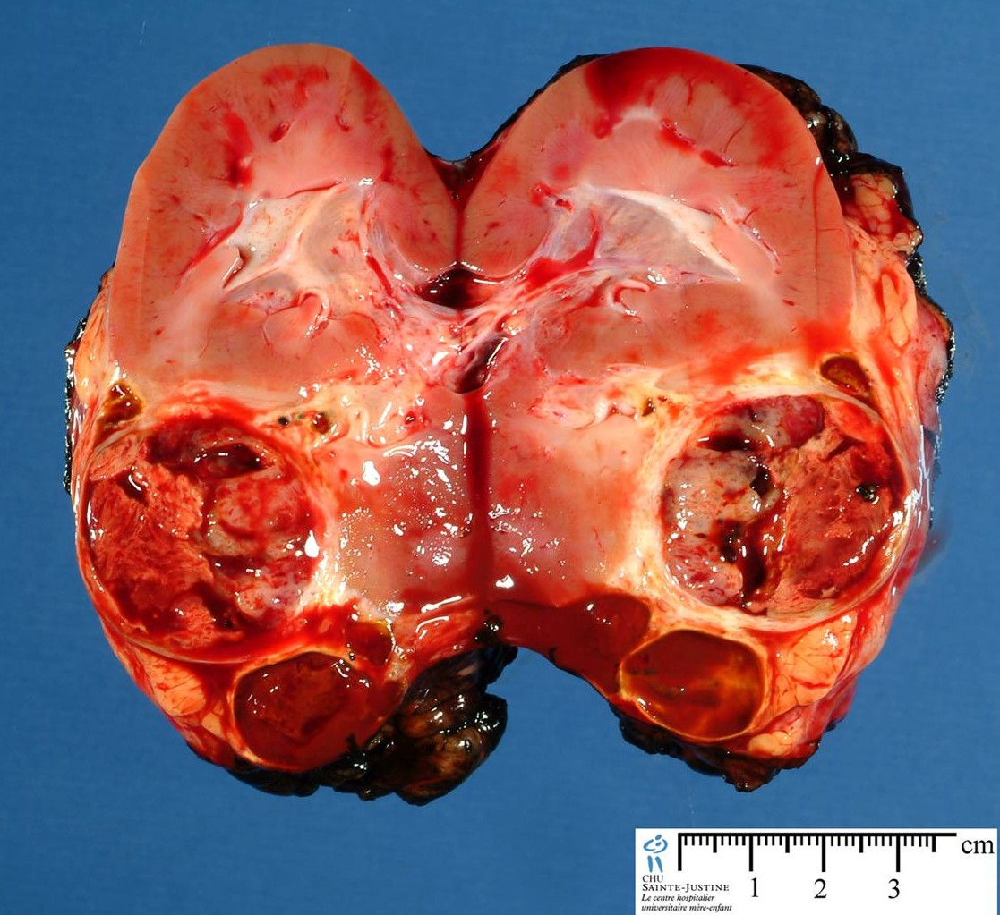 cm
1 2 3
CHU
SAINTE-JUSTINE
Le centre hospitalier
universitaire mère-enfant